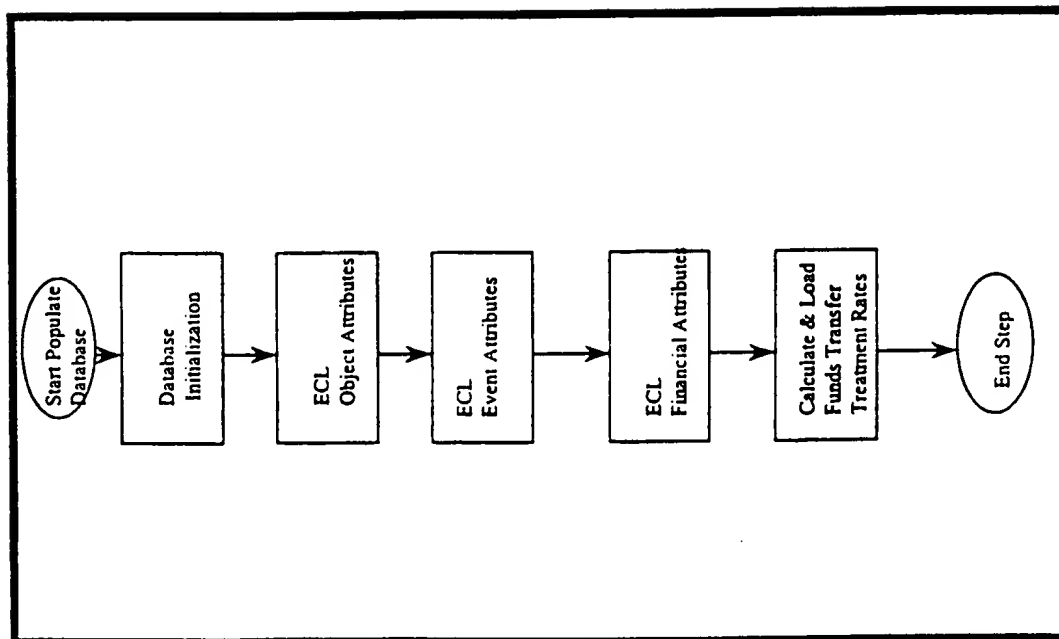 Start Populate
Database
Database
Initialization
ECL
Object Attributes
ECL
Event Attributes
ECL
Financial Attributes
Calculate & Load
Funds Transfer
Treatment Rates
End Step